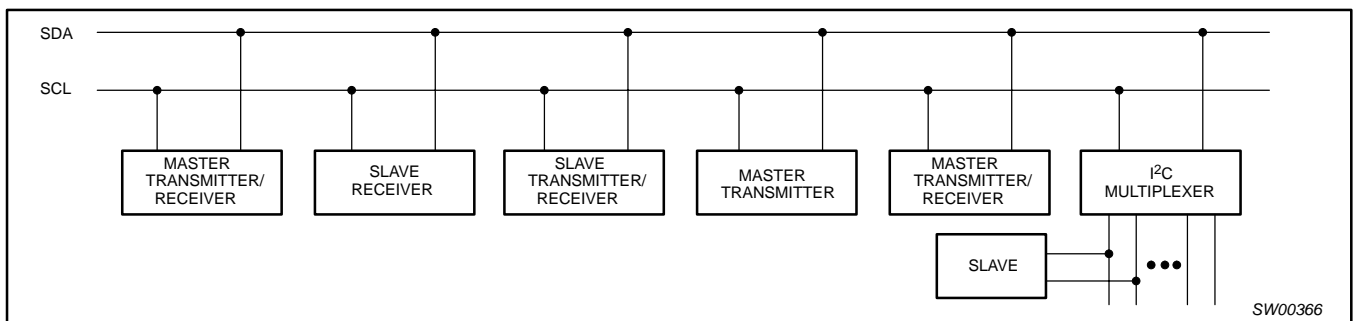 SDA
SCL
MASTER
TRANSMITTER/
RECEIVER
SLAVE
RECEIVER
SLAVE
TRANSMITTER/
RECEIVER
MASTER
TRANSMITTER
MASTER
TRANSMITTER/
RECEIVER
I²C
MULTIPLEXER
SLAVE
SW00366